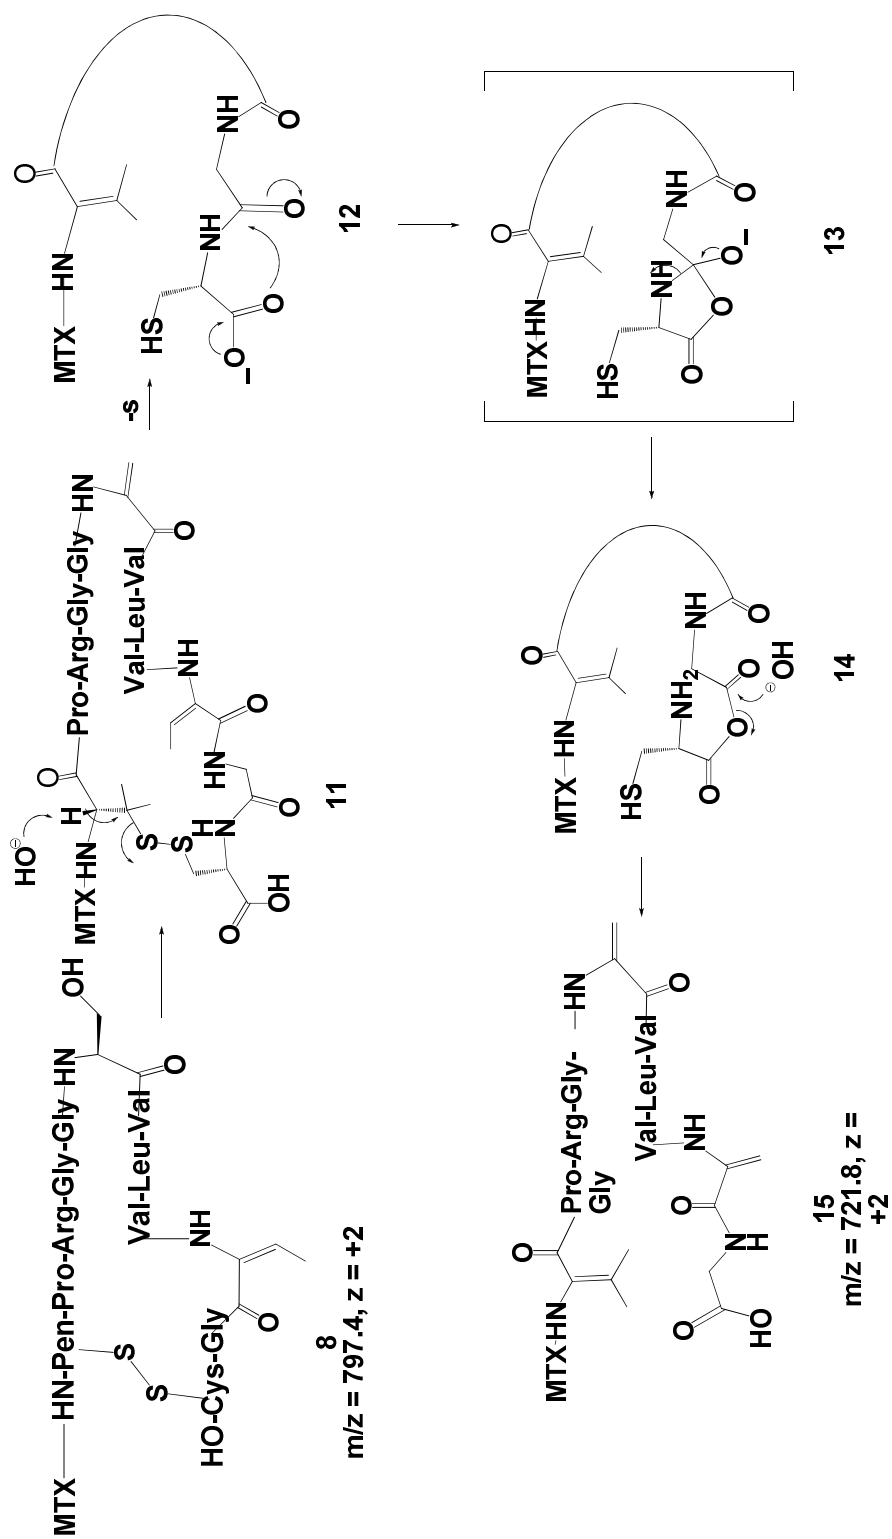 MTX
HN-Pen-Pro-Arg-Gly-Gly
HN
OH
O
Val-Leu-Val
NH
S
S
O
HO-Cys-Gly
8
m/z = 797.4, z = +2
HO
⊖
H
O
MTX
HN
Pro-Arg-Gly-Gly
HN
O
Val-Leu-Val
NH
S
S
H
N
O
HN
O
O
OH
11
-s
MTX
HN
O
HS
NH
NH
O
O
O
O
12
MTX
HN
O
HS
NH
NH
O
O
O
O
13
MTX
HN
O
HS
NH2
NH
O
O
O
O
⊖
OH
14
MTX
HN
O
Pro-Arg-Gly-
Gly
HN
O
Val-Leu-Val
NH
O
N
H
O
HO
15
m/z = 721.8, z =
+2